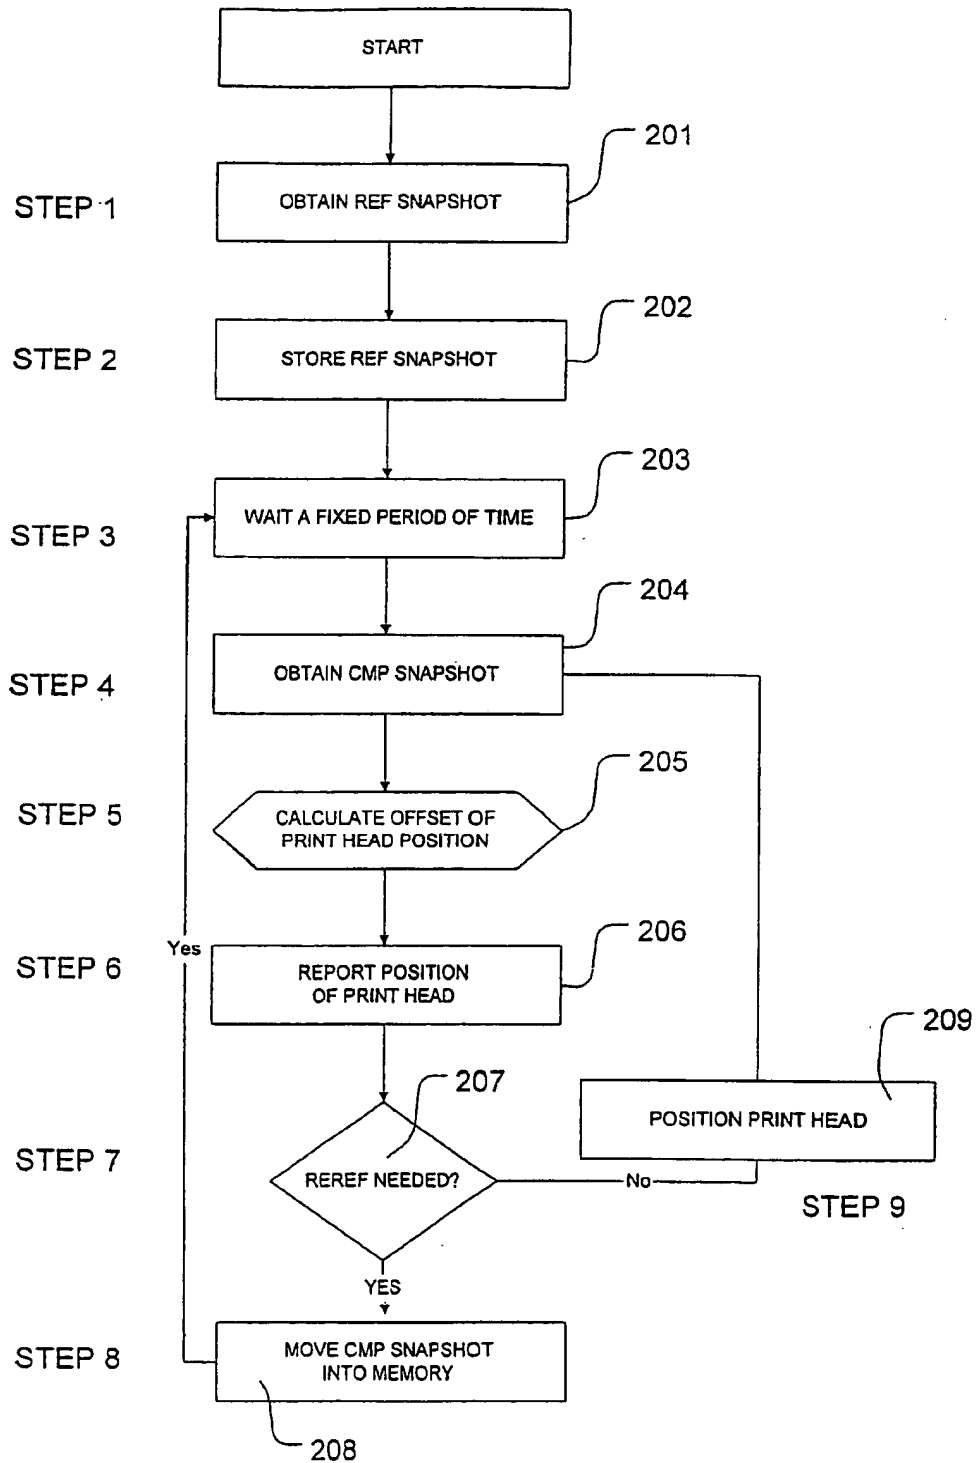 START
201
STEP 1
OBTAIN REF SNAPSHOT
202
STEP 2
STORE REF SNAPSHOT
203
STEP 3
WAIT A FIXED PERIOD OF TIME
204
STEP 4
OBTAIN CMP SNAPSHOT
205
STEP 5
CALCULATE OFFSET OF
PRINT HEAD POSITION
206
Yes
STEP 6
REPORT POSITION
OF PRINT HEAD
209
207
POSITION PRINT HEAD
STEP 7
REREF NEEDED?
No
STEP 9
YES
STEP 8
MOVE CMP SNAPSHOT
INTO MEMORY
208